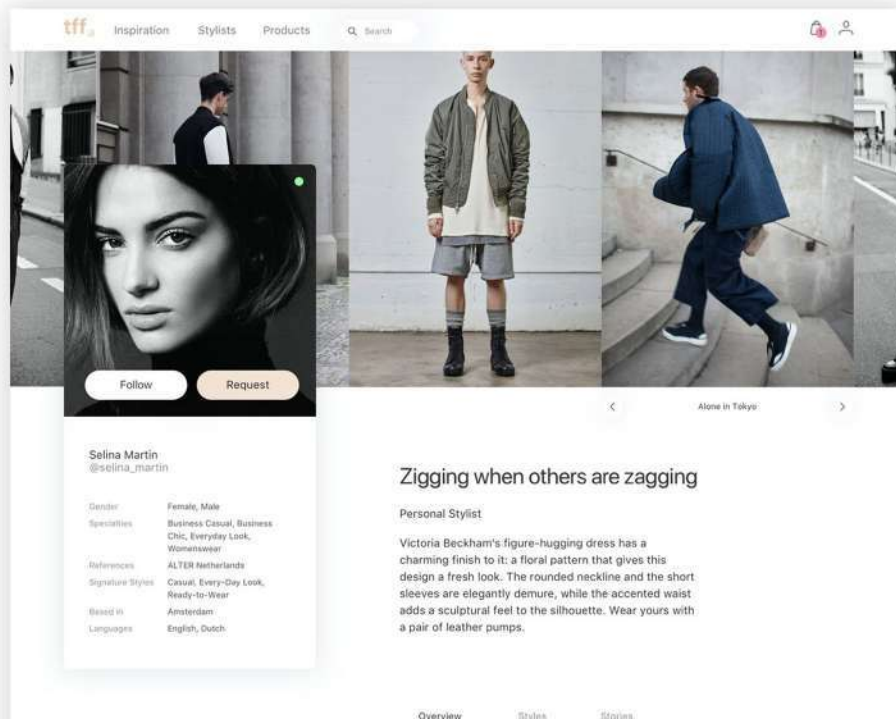 tff.
Inspiration
Stylists
Products
Search
1
Follow
Request
Alone in Tokyo
Selina Martin
@selina_martin
Gender Female, Male
Specialties Business Casual, Business
Chic, Everyday Look,
Womenswear
References ALTER Netherlands
Signature Styles Casual, Every-Day Look,
Ready-to-Wear
Based in Amsterdam
Languages English, Dutch
Zigging when others are zagging
Personal Stylist
Victoria Beckham's figure-hugging dress has a
charming finish to it: a floral pattern that gives this
design a fresh look. The rounded neckline and the short
sleeves are elegantly demure, while the accented waist
adds a sculptural feel to the silhouette. Wear yours with
a pair of leather pumps.
Overview
Styles
Stories